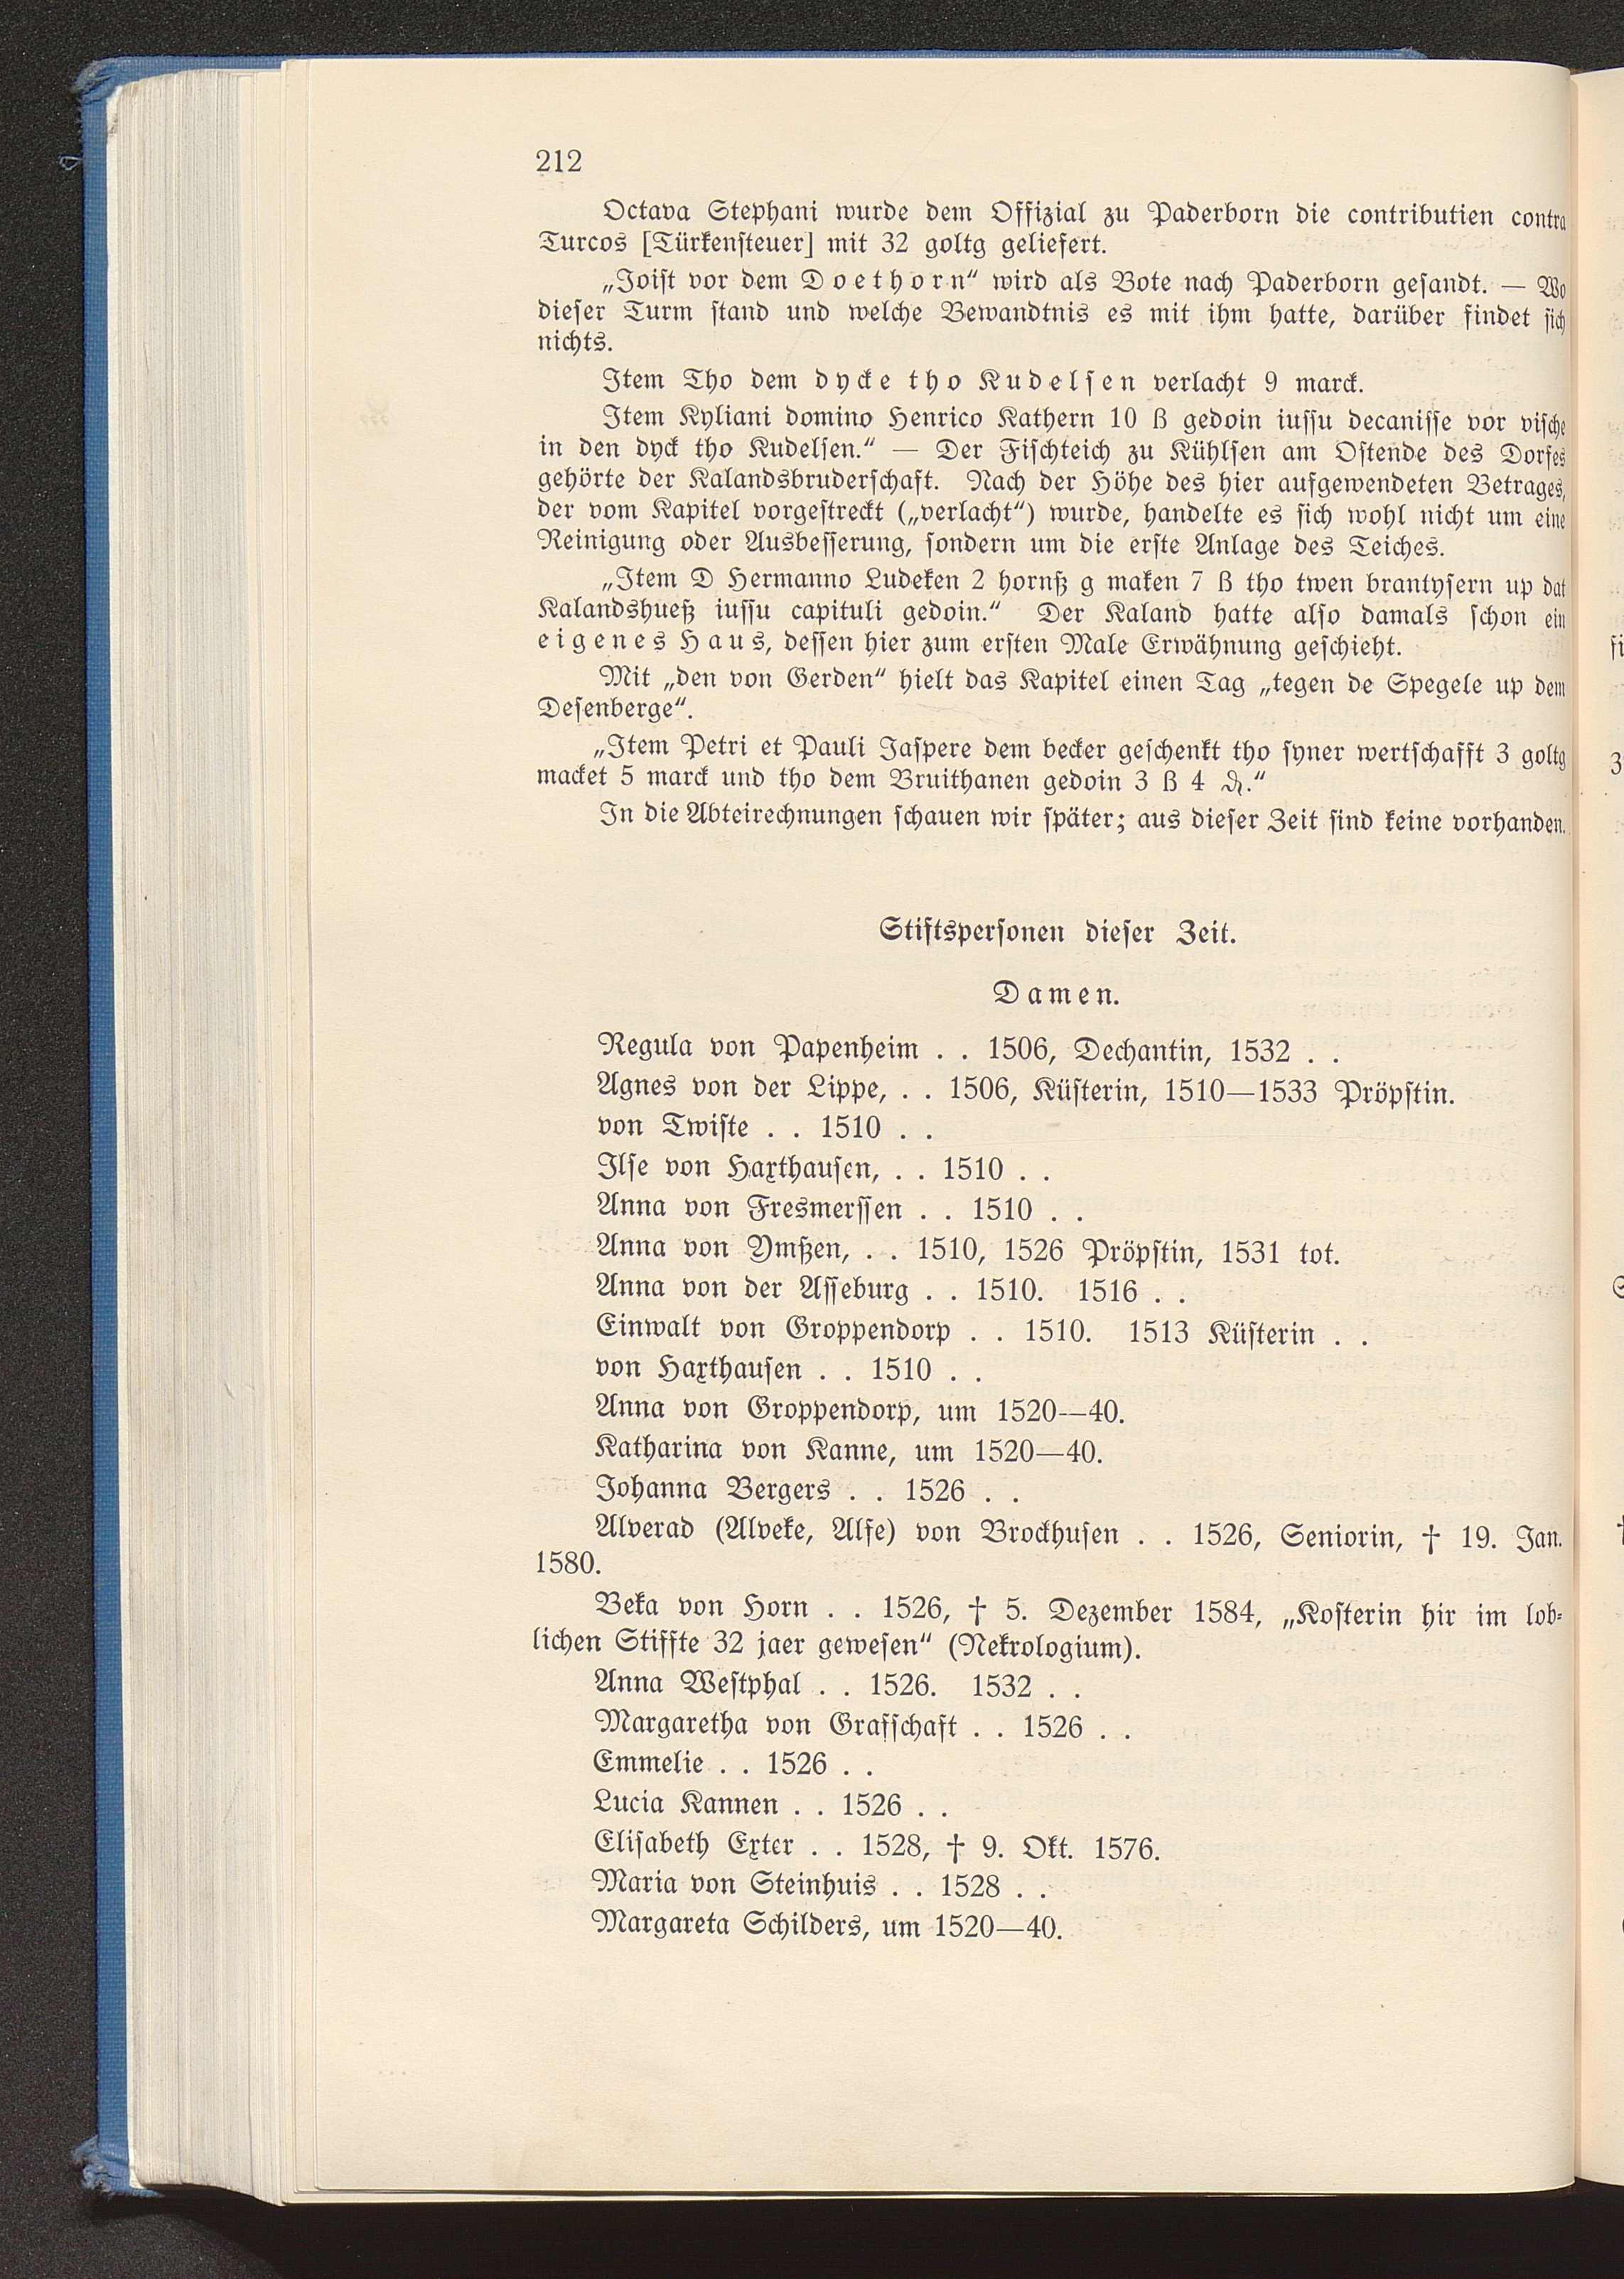 212
Octava Stephani wurde dem Offizial zu Paderborn die contributien contra
Turcos [Türkensteuer] mit 32 goltg geliefert.
„Joist vor dem Doethorn“ wird als Bote nach Paderborn gesandt. — Wo
dieser Turm stand und welche Bewandtnis es mit ihm hatte, darüber findet sich
nichts.
Item Tho dem dycke tho Kudelsen verlacht 9 marck.
Item Kyliani domino Henrico Kathern 10 ß gedoin iussu decanisse vor vische
in den dyck tho Kudelsen.“ — Der Fischteich zu Kühlsen am Ostende des Dorfes
gehörte der Kalandsbruderschaft. Nach der Höhe des hier aufgewendeten Betrages,
der vom Kapitel vorgestreckt („verlacht“) wurde, handelte es sich wohl nicht um eine
Reinigung oder Ausbesserung, sondern um die erste Anlage des Teiches.
„Item D Hermanno Ludeken 2 hornß g maken 7 ß tho twen brantysern up dat
Kalandshueß iussu capituli gedoin.“ Der Kaland hatte also damals schon ein
eigenes Haus, dessen hier zum ersten Male Erwähnung geschieht.
Mit „den von Gerden“ hielt das Kapitel einen Tag „tegen de Spegele up dem
Desenberge“.
„Item Petri et Pauli Jaspere dem becker geschenkt tho syner wertschafft 3 goltg
macket 5 marck und tho dem Bruithanen gedoin 3 ß 4 ₰.“
In die Abteirechnungen schauen wir später; aus dieser Zeit sind keine vorhanden.
Stiftspersonen dieser Zeit.
Damen.
Regula von Papenheim . . 1506, Dechantin, 1532 . .
Agnes von der Lippe, . . 1506, Küsterin, 1510—1533 Pröpstin.
von Twiste . . 1510 . .
Ilse von Haxthausen, . . 1510 . .
Anna von Fresmerssen . . 1510 . .
Anna von Ymßen, . . 1510, 1526 Pröpstin, 1531 tot.
Anna von der Asseburg . . 1510. 1516 . .
Einwalt von Groppendorp . . 1510. 1513 Küsterin . .
von Haxthausen . . 1510 . .
Anna von Groppendorp, um 1520—40.
Katharina von Kanne, um 1520—40.
Johanna Bergers . . 1526 . .
Alverad (Alveke, Alse) von Brockhusen . . 1526, Seniorin, † 19. Jan.
1580.
Beka von Horn . . 1526, † 5. Dezember 1584, „Kosterin hir im lob-
lichen Stiffte 32 jaer gewesen“ (Nekrologium).
Anna Westphal . . 1526. 1532 . .
Margaretha von Grafschaft . . 1526 . .
Emmelie . . 1526 . .
Lucia Kannen . . 1526 . .
Elisabeth Exter . . 1528, † 9. Okt. 1576.
Maria von Steinhuis . . 1528 . .
Margareta Schilders, um 1520—40.